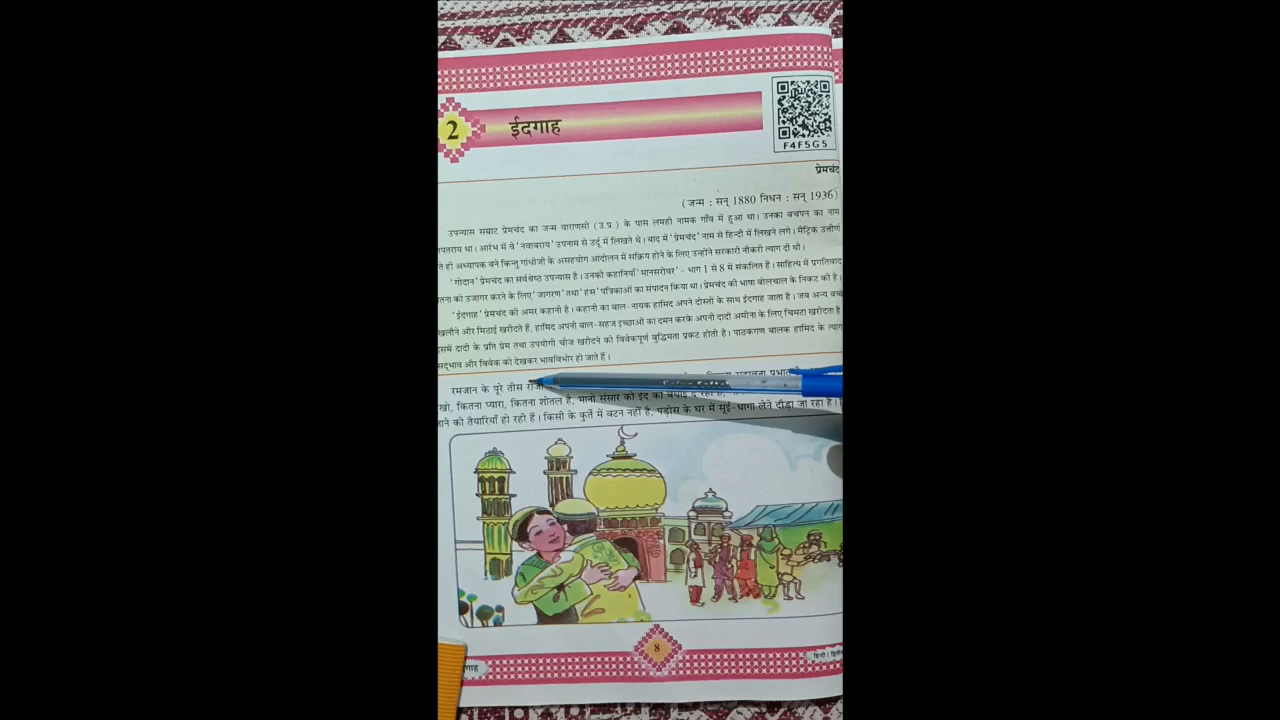 2
ईदगाह
F4F5G5
प्रेमचंद
(जन्म : सन् 1880 निधन : सन् 1936)
उपन्यास सम्राट प्रेमचंद का जन्म वाराणसी (उ.प्र.) के पास लमही नामक गाँव में हुआ था। उनका बचपन का नाम
था। आरंभ में वे 'नवाबराय' उपनाम से उर्दू में लिखते थे। बाद में 'प्रेमचंद' नाम से हिन्दी में लिखने लगे। मैट्रिक उत्तीर्ण
ही अध्यापक बने किन्तु गांधीजी के असहयोग आंदोलन में सक्रिय होने के लिए उन्होंने सरकारी नौकरी त्याग दी थी।
'गोदान' प्रेमचंद का सर्वश्रेष्ठ उपन्यास है। उनकी कहानियाँ 'मानसरोवर' - भाग 1 से 8 में संकलित हैं। साहित्य में प्रगतिवाद
को उजागर करने के लिए 'जागरण' तथा 'हंस' पत्रिकाओं का संपादन किया था। प्रेमचंद की भाषा बोलचाल के निकट की है।
'ईदगाह' प्रेमचंद की अमर कहानी है। कहानी का बाल-नायक हामिद अपने दोस्तों के साथ ईदगाह जाता है। जब अन्य बच्चे
और मिठाई खरीदते हैं, हामिद अपनी बाल-सहज इच्छाओं का दमन करके अपनी दादी अमीना के लिए चिमटा खरीदता है
दादी के प्रति प्रेम तथा उपयोगी चीज खरीदने की विवेकपूर्ण बुद्धिमता प्रकट होती है। पाठकगण बालक हामिद के त्याग
सद्भाव और विवेक को देखकर भावविभोर हो जाते हैं।
रमजान के पूरे तीस
कितना प्यारा, कितना शीतल है, मानो संसार को ईद की बधाई दे रहा है।
की तैयारियाँ हो रही हैं। किसी के कुर्ते में बटन नहीं है, पड़ोस के घर में सूई-धागा लेने दौड़ा जा रहा है।
8